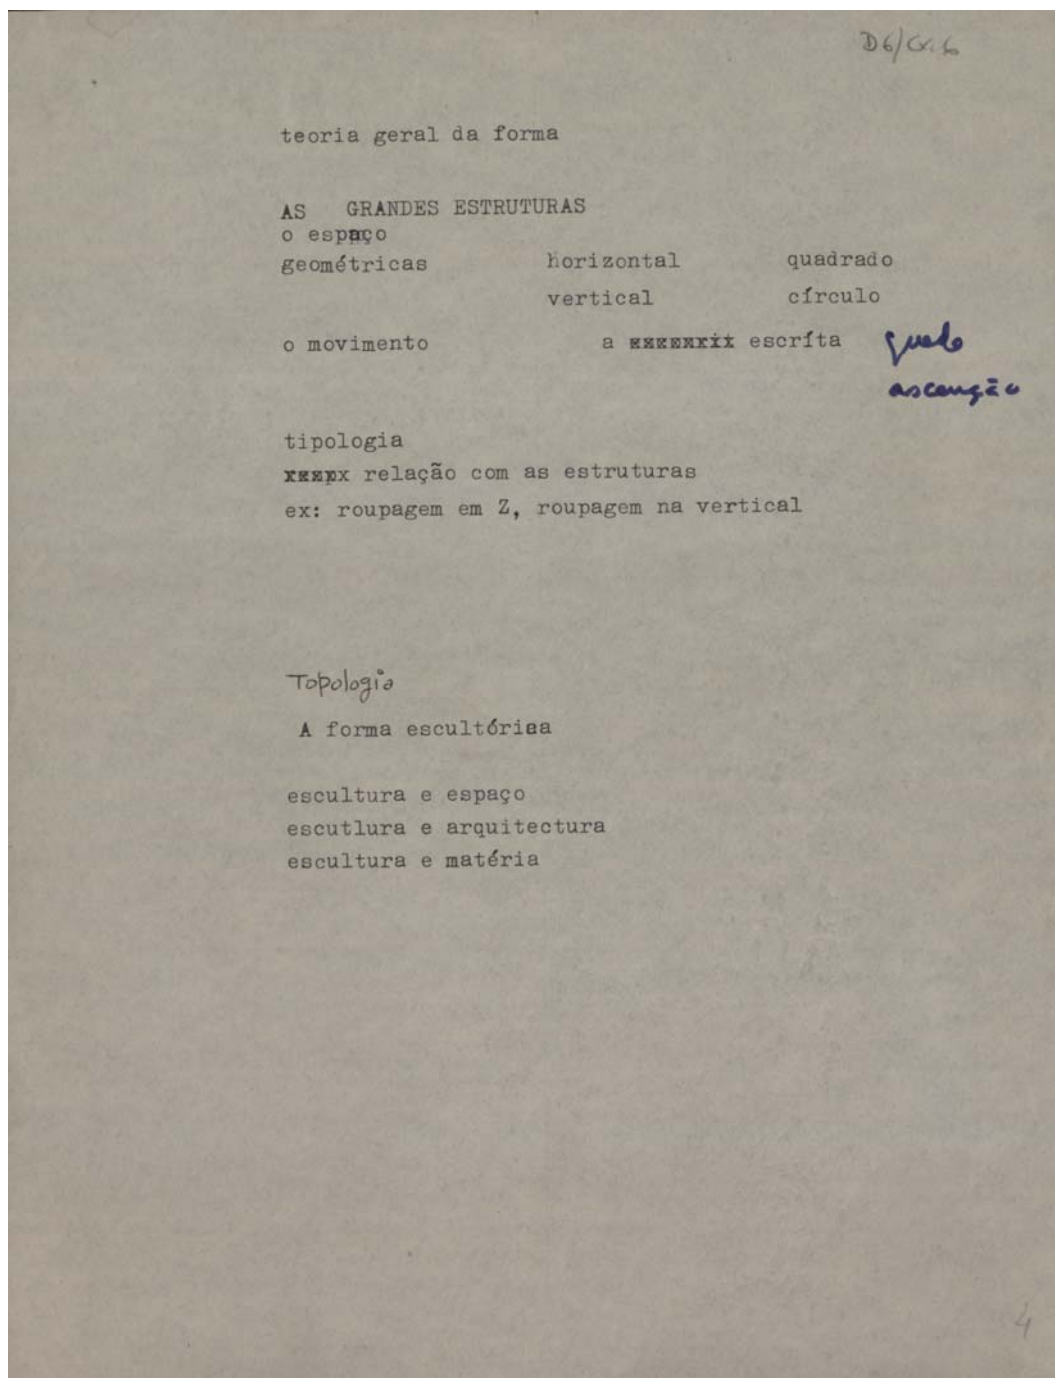 D6/Cx.6
teoria geral da forma
AS GRANDES ESTRUTURAS
o espaço
geométricas horizontal quadrado
vertical círculo
o movimento a escríta queda
ascenção
tipologia
relação com as estruturas
ex: roupagem em Z, roupagem na vertical
Topologia
A forma escultórica
escultura e espaço
escutlura e arquitectura
escultura e matéria
4